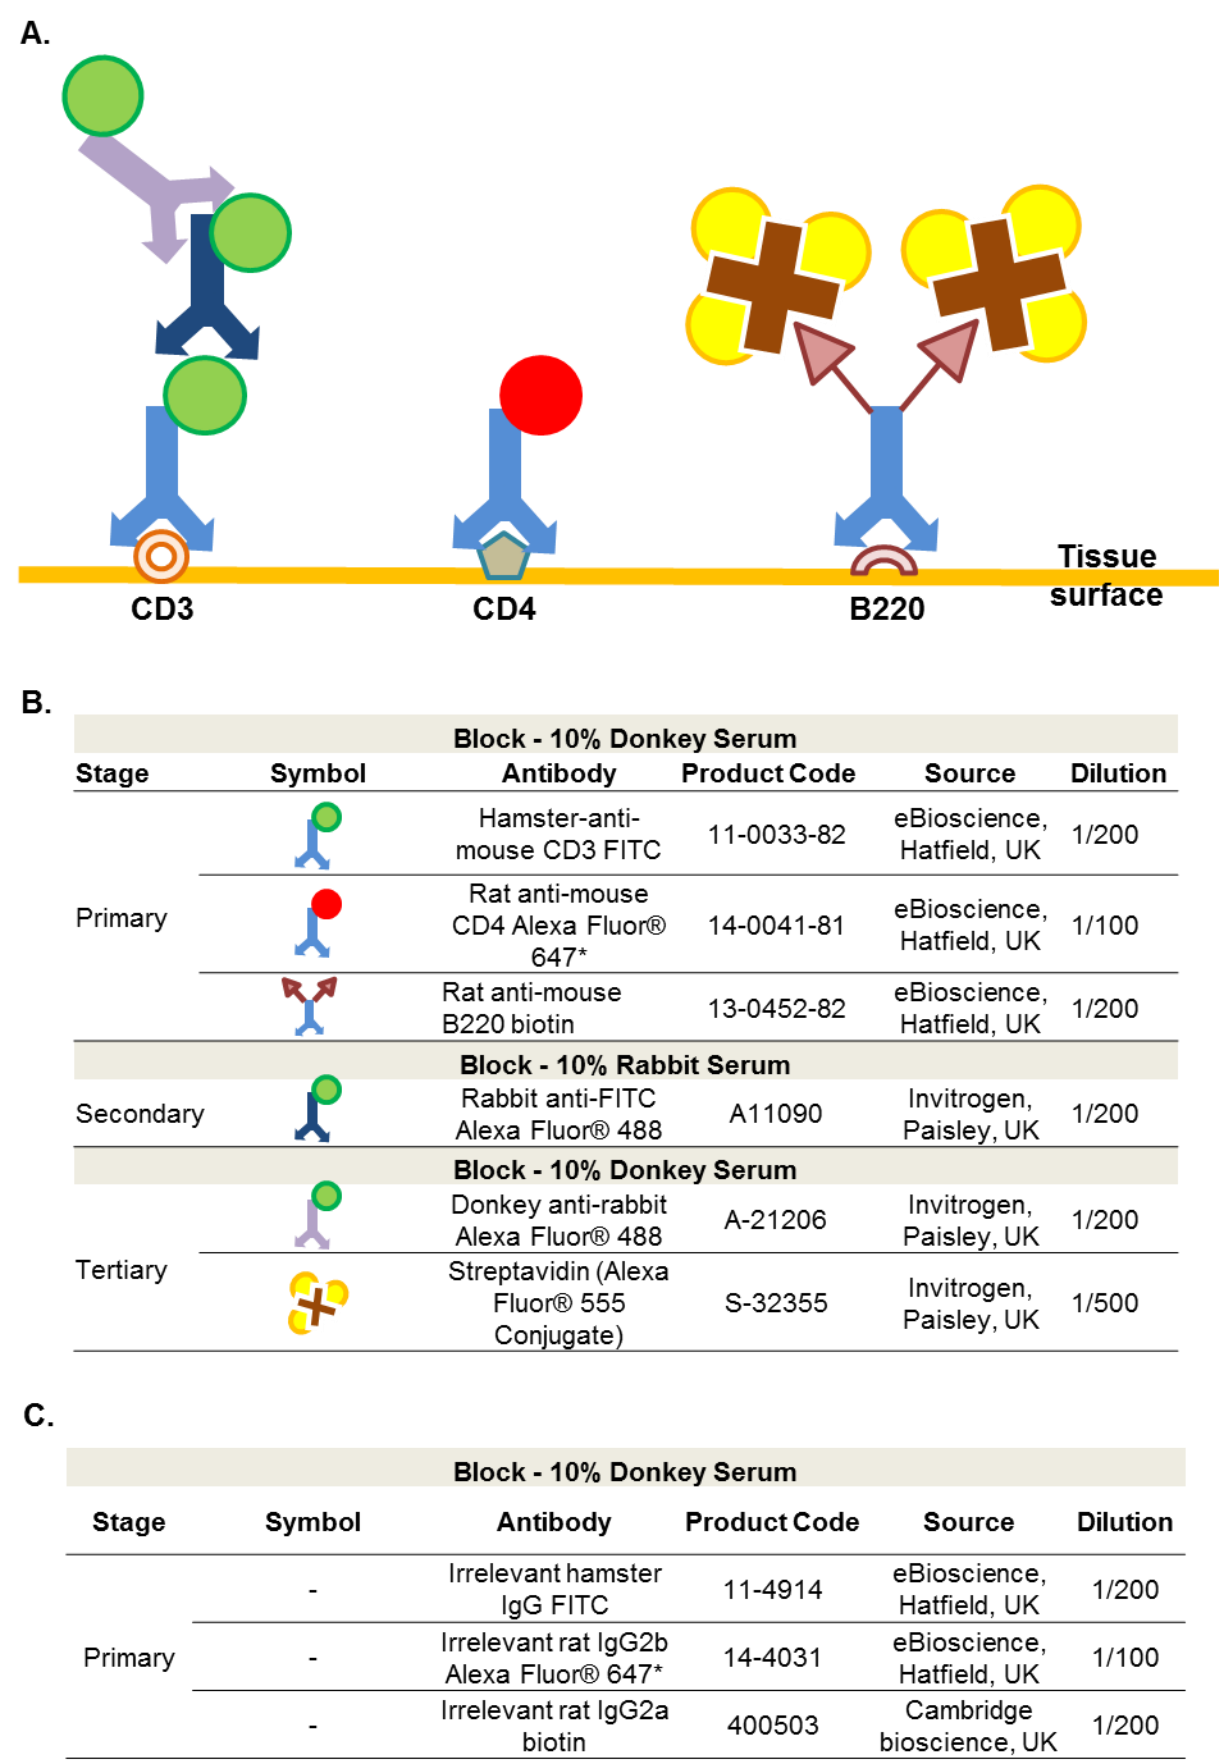 A.
Tissue
surface
CD3
CD4
B220
B.
Block - 10% Donkey Serum
Stage Symbol Antibody Product Code Source Dilution
Primary
Hamster-anti-
mouse CD3 FITC
11-0033-82
eBioscience,
Hatfield, UK
1/200
Rat anti-mouse
CD4 Alexa Fluor®
647*
14-0041-81
eBioscience,
Hatfield, UK
1/100
Rat anti-mouse
B220 biotin
13-0452-82
eBioscience,
Hatfield, UK
1/200
Block - 10% Rabbit Serum
Secondary
Rabbit anti-FITC
Alexa Fluor® 488
A11090
Invitrogen,
Paisley, UK
1/200
Block - 10% Donkey Serum
Tertiary
Donkey anti-rabbit
Alexa Fluor® 488
A-21206
Invitrogen,
Paisley, UK
1/200
Streptavidin (Alexa
Fluor® 555
Conjugate)
S-32355
Invitrogen,
Paisley, UK
1/500
C.
Block - 10% Donkey Serum
Stage Symbol Antibody Product Code Source Dilution
Primary
-
Irrelevant hamster
IgG FITC
11-4914
eBioscience,
Hatfield, UK
1/200
-
Irrelevant rat IgG2b
Alexa Fluor® 647*
14-4031
eBioscience,
Hatfield, UK
1/100
-
Irrelevant rat IgG2a
biotin
400503
Cambridge
bioscience, UK
1/200